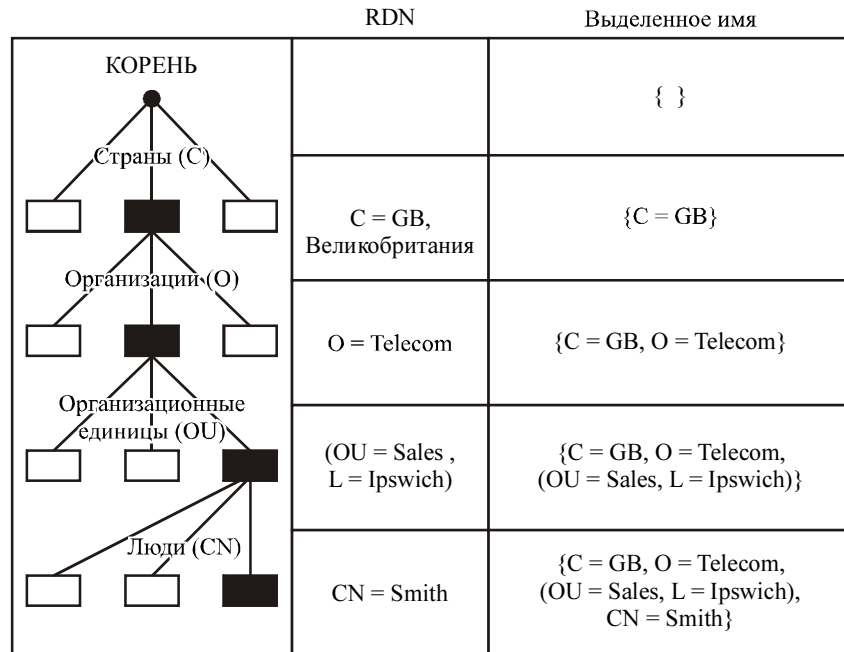 RDN
Выделенное имя
КОРЕНЬ
{ }
Страны (C)
C = GB,
Великобритания
{C = GB}
Организации (O)
O = Telecom
{C = GB, O = Telecom}
Организационные
единицы (OU)
(OU = Sales ,
L = Ipswich)
{C = GB, O = Telecom,
(OU = Sales, L = Ipswich)}
Люди (CN)
CN = Smith
{C = GB, O = Telecom,
(OU = Sales, L = Ipswich),
CN = Smith}